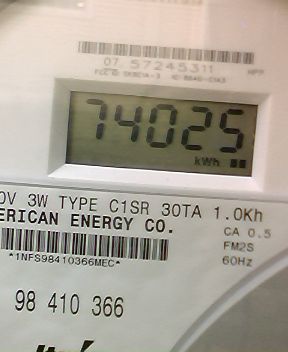 07 57245311
74025
kWh
0V 3W TYPE C1SR 30TA 1.0Kh
ERICAN ENERGY CO.
CA 0.5
FM2S
*1NFS98410366MEC*
60Hz
98 410 366